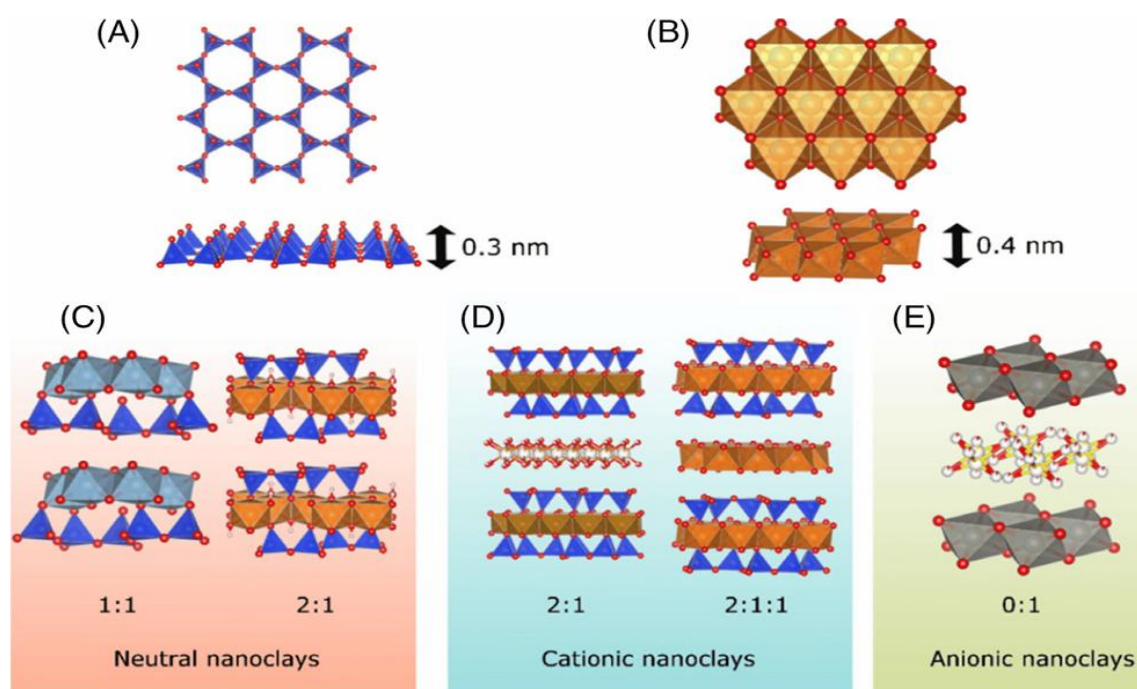 (A)
(B)
0.3 nm
0.4 nm
(C)
(D)
(E)
1:1
2:1
2:1
2:1:1
0:1
Neutral nanoclays
Cationic nanoclays
Anionic nanoclays